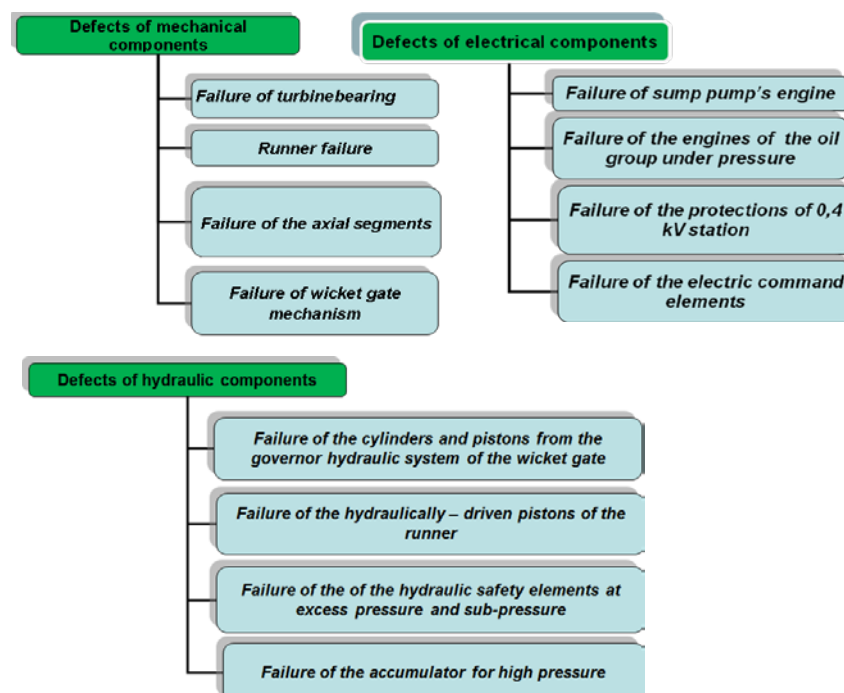 Defects of mechanical
components
Failure of turbinebearing
Runner failure
Failure of the axial segments
Failure of wicket gate
mechanism
Defects of electrical components
Failure of sump pump's engine
Failure of the engines of the oil
group under pressure
Failure of the protections of 0,4
kV station
Failure of the electric command
elements
Defects of hydraulic components
Failure of the cylinders and pistons from the
governor hydraulic system of the wicket gate
Failure of the hydraulically – driven pistons of the
runner
Failure of the of the hydraulic safety elements at
excess pressure and sub-pressure
Failure of the accumulator for high pressure